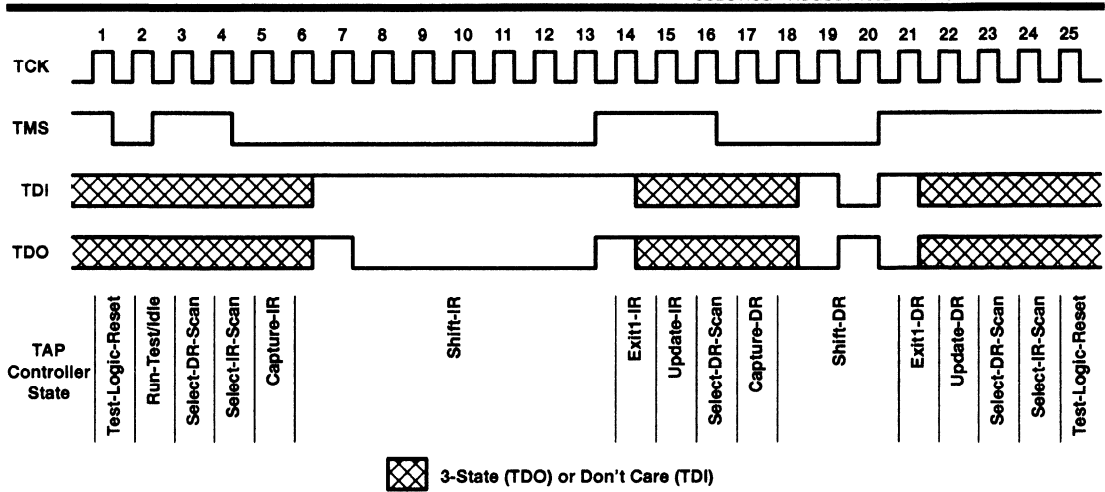 1 2 3 4 5 6 7 8 9 10 11 12 13 14 15 16 17 18 19 20 21 22 23 24 25
TCK
TMS
TDI
TDO
TAP
Controller
State
Test-Logic-Reset
Run-Test/Idle
Select-DR-Scan
Select-IR-Scan
Capture-IR
Shift-IR
Exit1-IR
Update-IR
Select-DR-Scan
Capture-DR
Shift-DR
Exit1-DR
Update-DR
Select-DR-Scan
Select-IR-Scan
Test-Logic-Reset
3-State (TDO) or Don't Care (TDI)